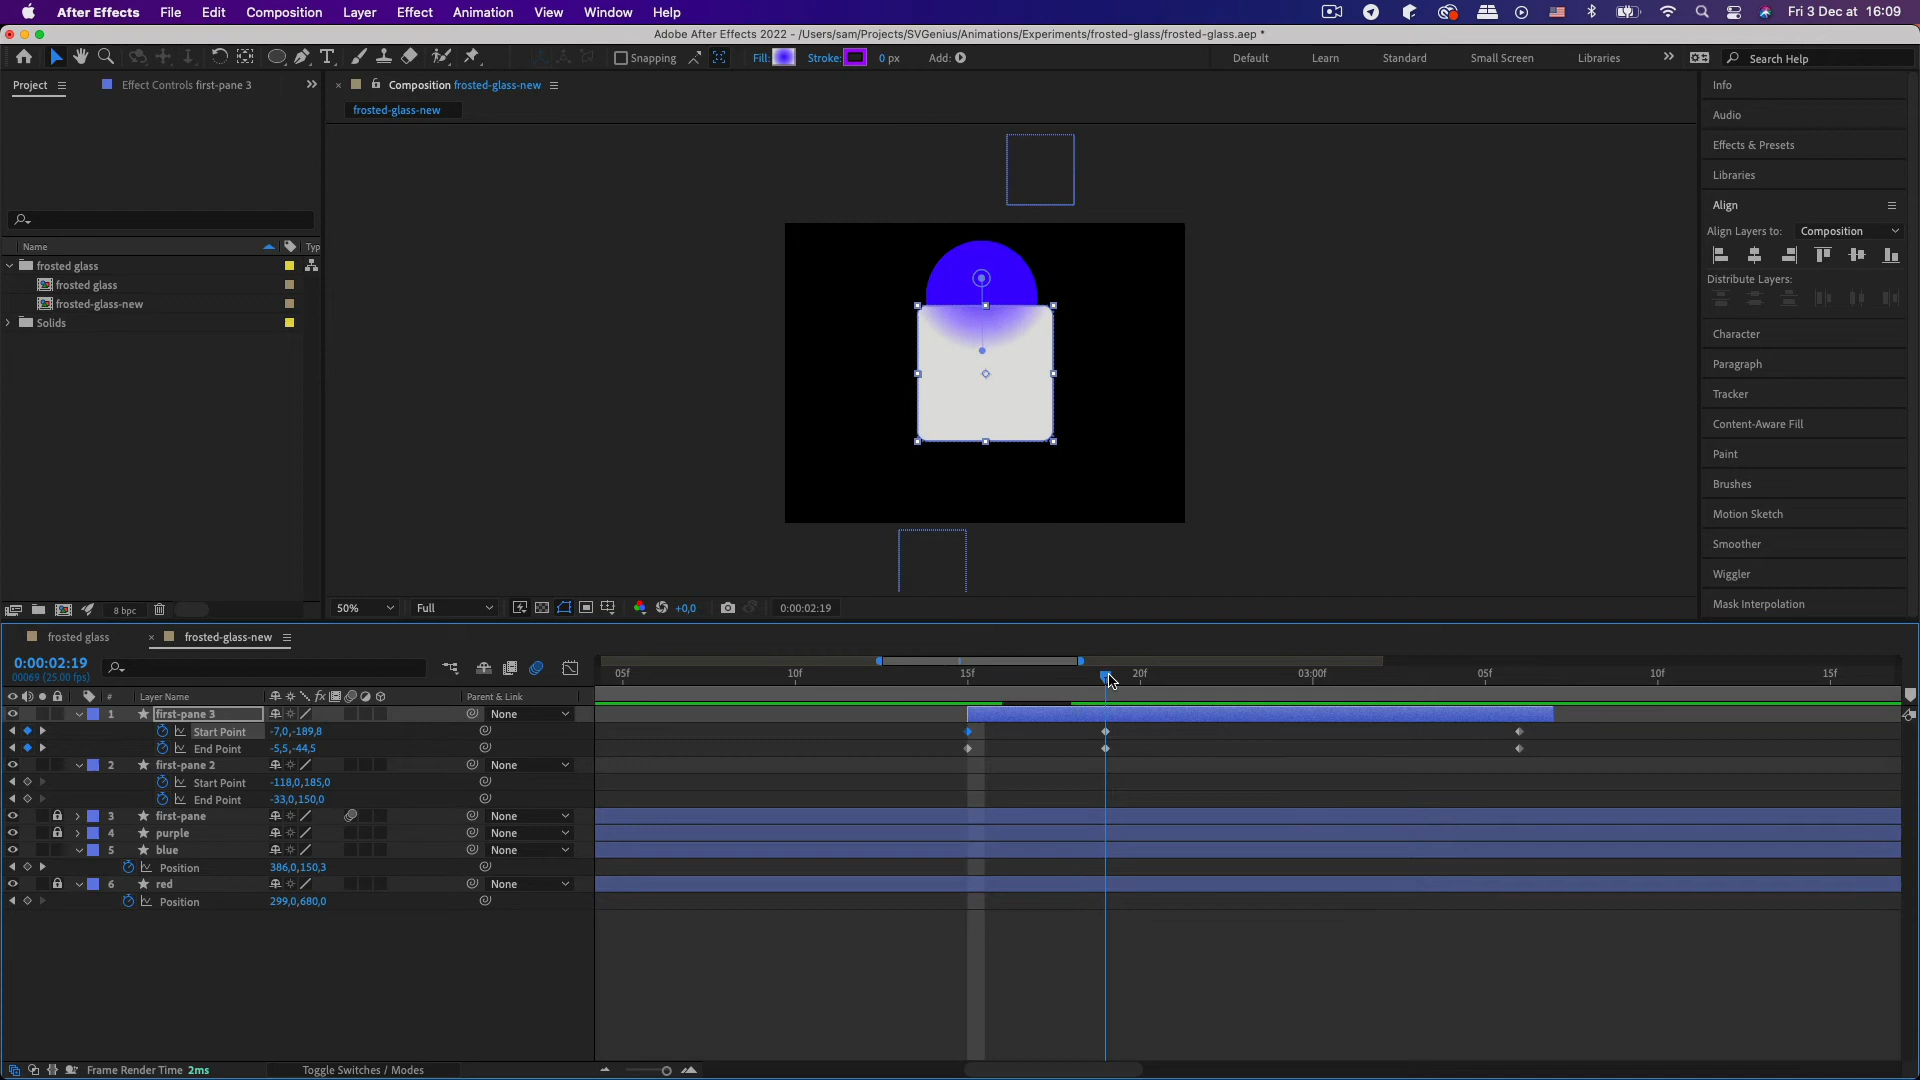 After Effects File Edit Composition Layer Effect Animation View Window Help Fri 3 Dec at 16:09
Adobe After Effects 2022 - /Users/sam/Projects/SVGenius/Animations/Experiments/frosted-glass/frosted-glass.aep *
Snapping Fill: Stroke: 0 px Add: Default Learn Standard Small Screen Libraries Search Help
Project Effect Controls first-pane 3 Composition frosted-glass-new
frosted-glass-new
Name Typ
frosted glass
frosted glass
frosted-glass-new
Solids
8 bpc
50% Full +0,0 0:00:02:19
Info
Audio
Effects & Presets
Libraries
Align
Align Layers to: Composition
Distribute Layers:
Character
Paragraph
Tracker
Content-Aware Fill
Paint
Brushes
Motion Sketch
Smoother
Wiggler
Mask Interpolation
frosted glass frosted-glass-new
0:00:02:19
00069 (25.00 fps)
05f 10f 15f 20f 03:00f 05f 10f 15f
# Layer Name Parent & Link
1 first-pane 3 None
Start Point -7,0,-189,8
End Point -5,5,-44,5
2 first-pane 2 None
Start Point -118,0,185,0
End Point -33,0,150,0
3 first-pane None
4 purple None
5 blue None
Position 386,0,150,3
6 red None
Position 299,0,680,0
Frame Render Time 2ms Toggle Switches / Modes